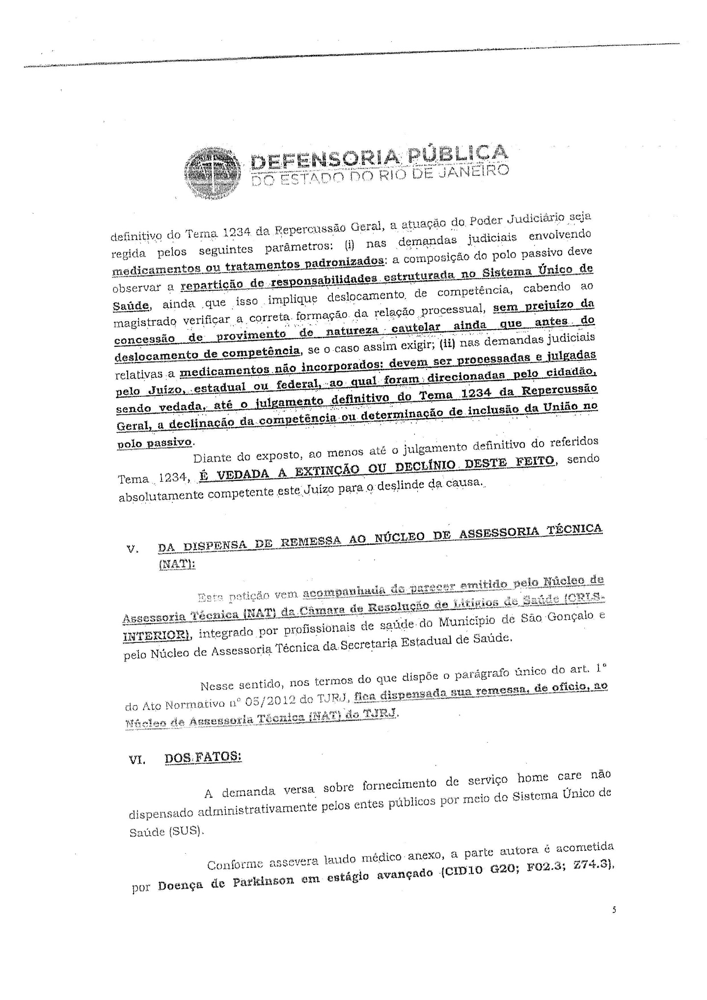 DEFENSORIA PÚBLICA
DO ESTADO DO RIO DE JANEIRO
definitivo do Tema 1234 da Repercussão Geral, a atuação do Poder Judiciário seja
regida pelos seguintes parâmetros: (i) nas demandas judiciais envolvendo
medicamentos ou tratamentos padronizados: a composição do polo passivo deve
observar a repartição de responsabilidades estruturada no Sistema Único de
Saúde, ainda que isso implique deslocamento de competência, cabendo ao
magistrado verificar a correta formação da relação processual, sem prejuízo da
concessão de provimento de natureza cautelar ainda que antes do
deslocamento de competência, se o caso assim exigir; (ii) nas demandas judiciais
relativas a medicamentos não incorporados: devem ser processadas e julgadas
pelo Juízo, estadual ou federal, ao qual foram direcionadas pelo cidadão,
sendo vedada, até o julgamento definitivo do Tema 1234 da Repercussão
Geral, a declinação da competência ou determinação de inclusão da União no
polo passivo.
Diante do exposto, ao menos até o julgamento definitivo do referidos
Tema 1234, É VEDADA A EXTINÇÃO OU DECLÍNIO DESTE FEITO, sendo
absolutamente competente este Juízo para o deslinde da causa.
V. DA DISPENSA DE REMESSA AO NÚCLEO DE ASSESSORIA TÉCNICA
(NAT):
Esta petição vem acompanhada de parecer emitido pelo Núcleo de
Assessoria Técnica (NAT) da Câmara de Resolução de Litígios de Saúde (CRLS-
INTERIOR), integrado por profissionais de saúde do Município de São Gonçalo e
pelo Núcleo de Assessoria Técnica da Secretaria Estadual de Saúde.
Nesse sentido, nos termos do que dispõe o parágrafo único do art. 1º
do Ato Normativo nº 05/2012 do TJRJ, fica dispensada sua remessa, de ofício, ao
Núcleo de Assessoria Técnica (NAT) do TJRJ.
VI. DOS FATOS:
A demanda versa sobre fornecimento de serviço home care não
dispensado administrativamente pelos entes públicos por meio do Sistema Único de
Saúde (SUS).
Conforme assevera laudo médico anexo, a parte autora é acometida
por Doença de Parkinson em estágio avançado (CID10 G20; F02.3; Z74.3),
5